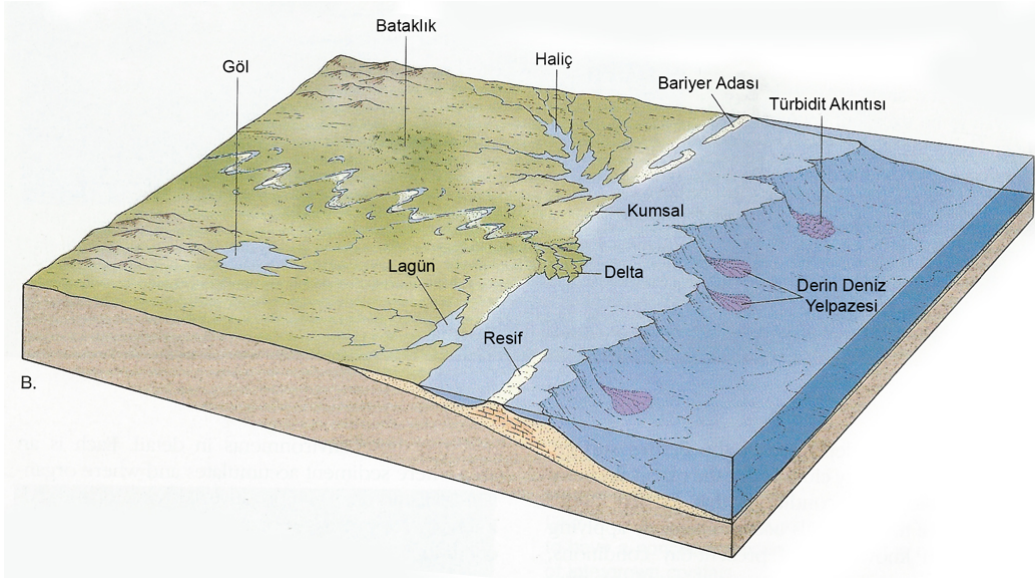 Bataklık
Göl
Haliç
Bariyer Adası
Türbidit Akıntısı
Kumsal
Lagün
Delta
Derin Deniz
Yelpazesi
Resif
B.